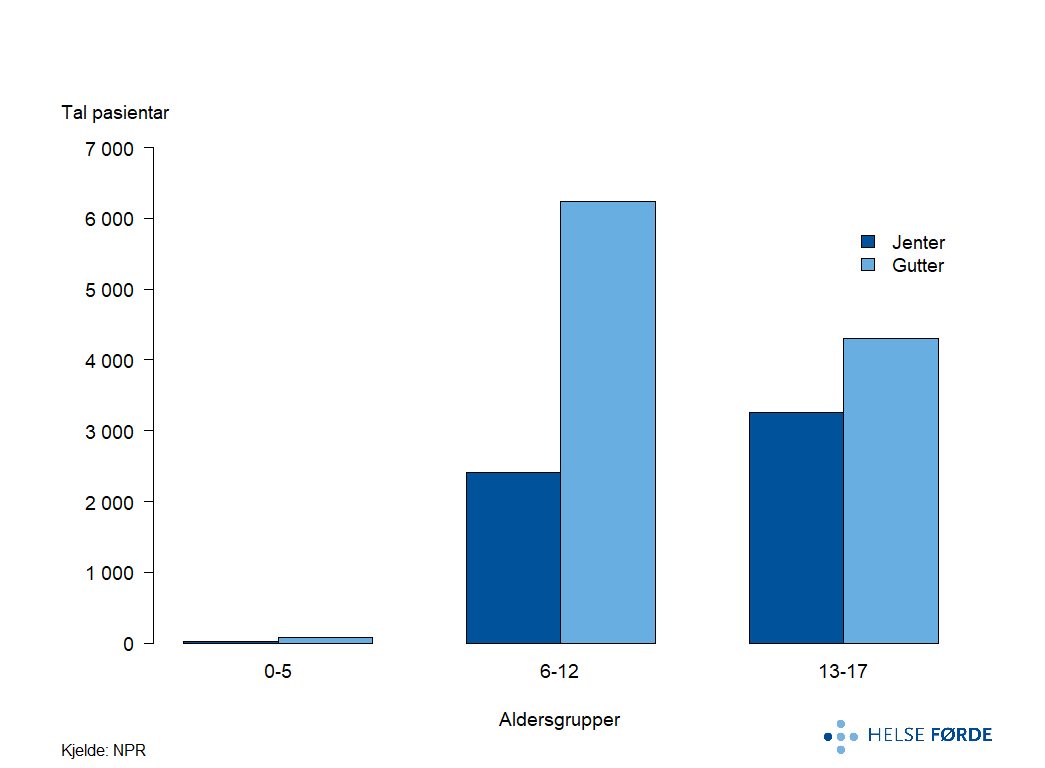 Tal pasientar
7 000
6 000
5 000
4 000
3 000
2 000
1 000
0
Jenter
Gutter
0-5
6-12
13-17
Aldersgrupper
Kjelde: NPR
HELSE FØRDE